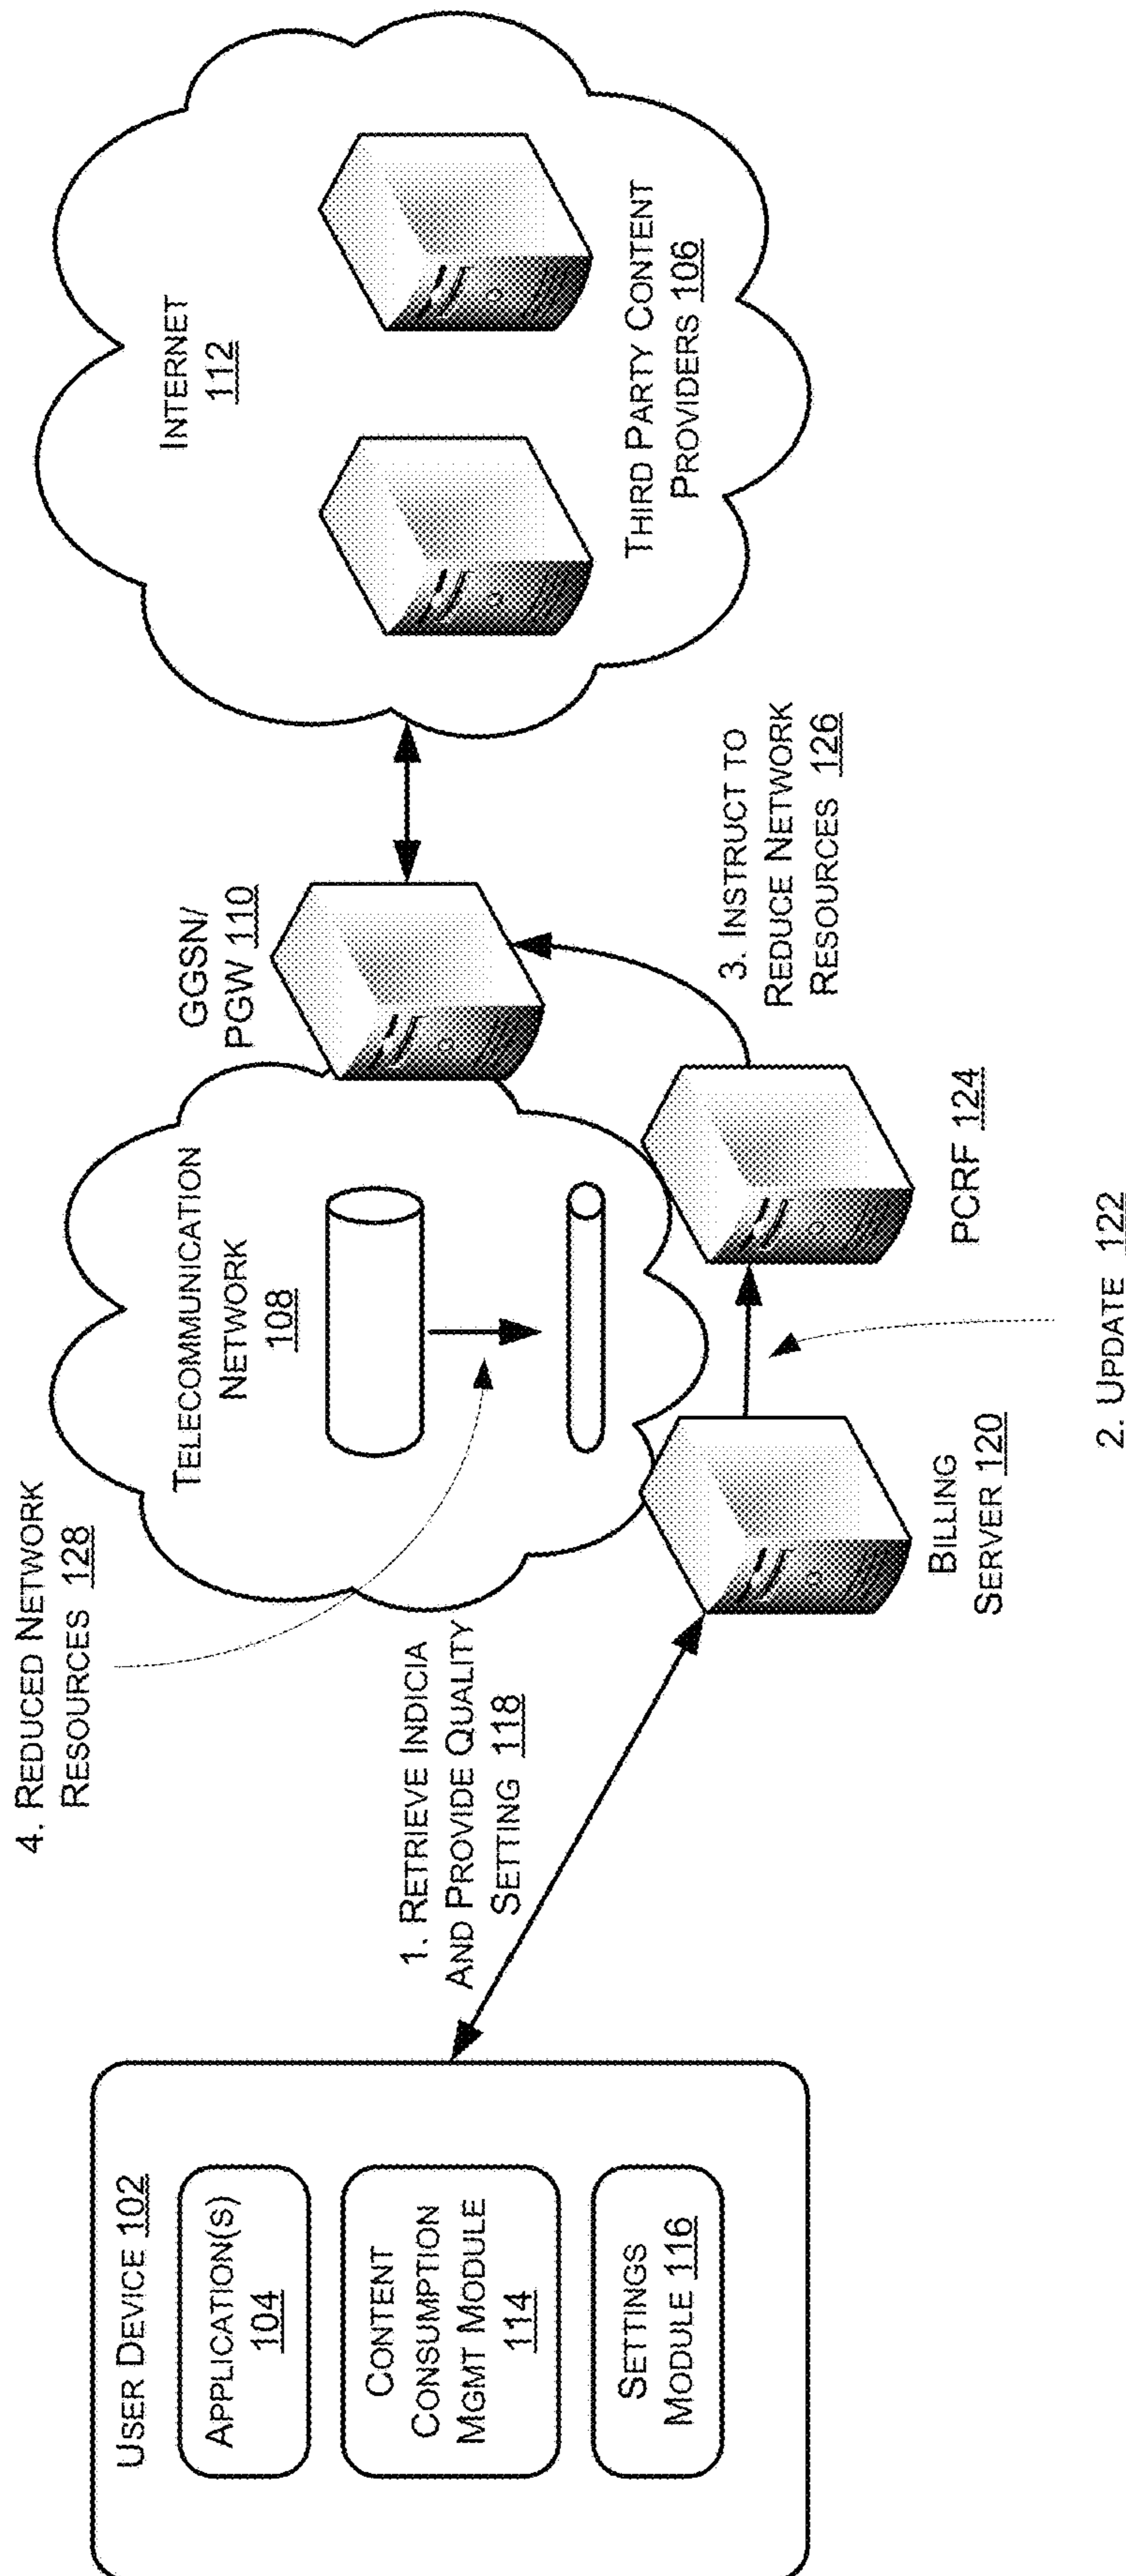 USER DEVICE 102
APPLICATION(S)
104
CONTENT
CONSUMPTION
MGMT MODULE
114
SETTINGS
MODULE 116
4. REDUCED NETWORK
RESOURCES 128
1. RETRIEVE INDICIA
AND PROVIDE QUALITY
SETTING 118
TELECOMMUNICATION
NETWORK
108
BILLING
SERVER 120
2. UPDATE 122
PCRF 124
GGSN/
PGW 110
3. INSTRUCT TO
REDUCE NETWORK
RESOURCES 126
INTERNET
112
THIRD PARTY CONTENT
PROVIDERS 106